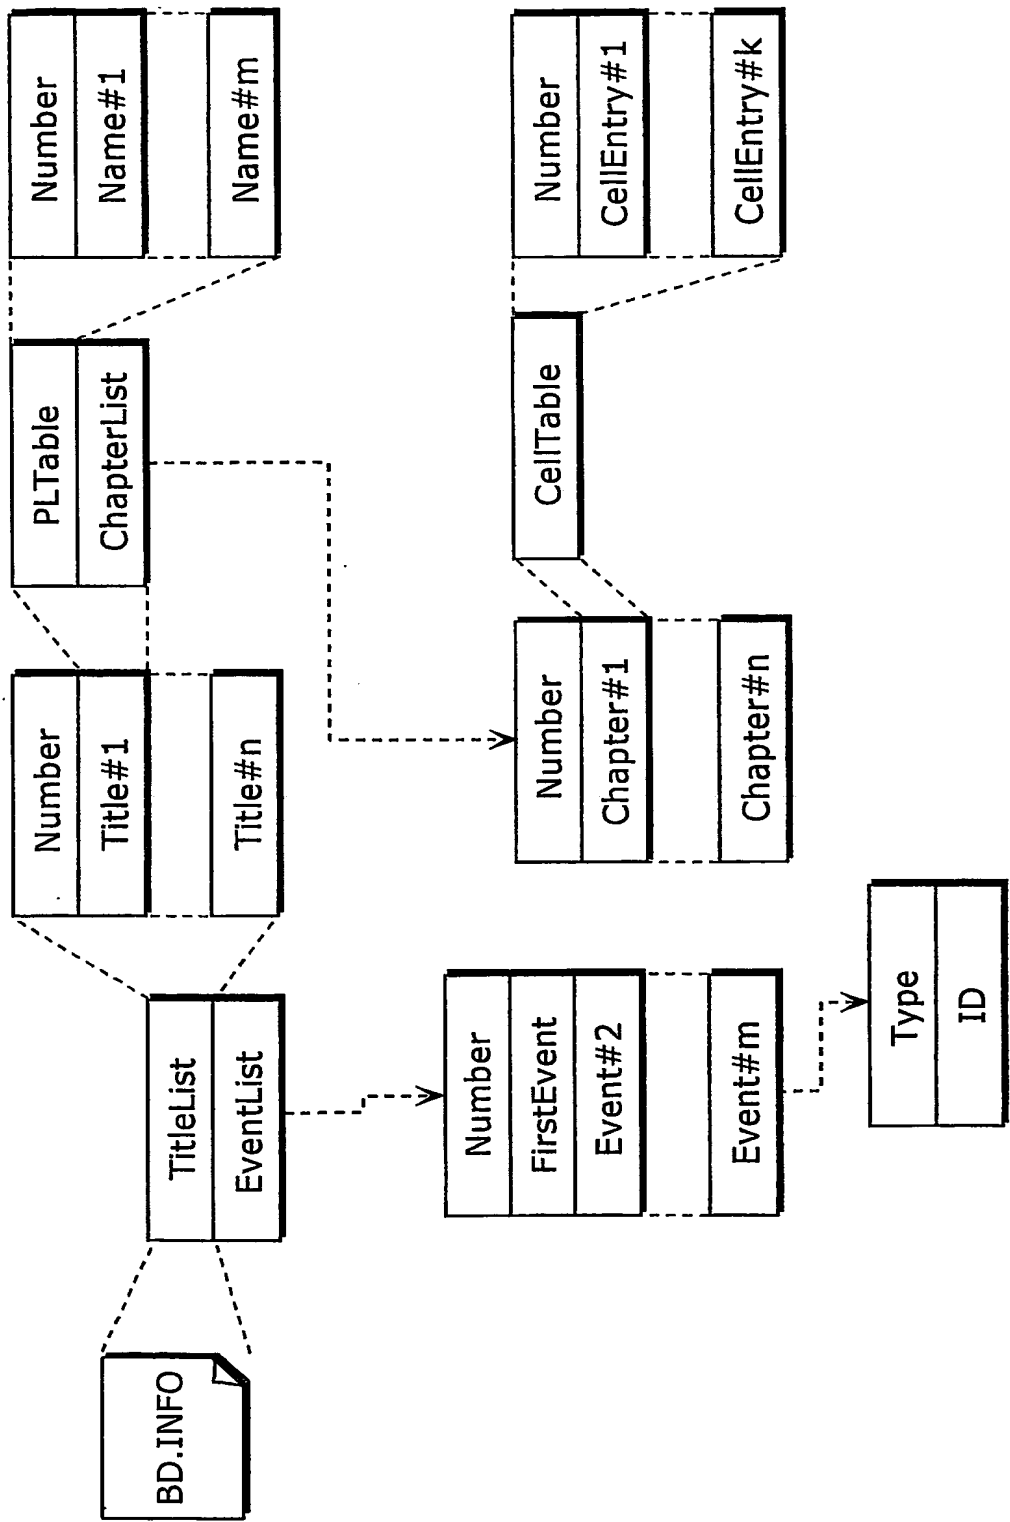 BD.INFO
TitleList
EventList
Number
Title#1
Title#n
PLTable
ChapterList
Number
Name#1
Name#m
Number
FirstEvent
Event#2
Event#m
Type
ID
Number
Chapter#1
Chapter#n
CellTable
Number
CellEntry#1
CellEntry#k